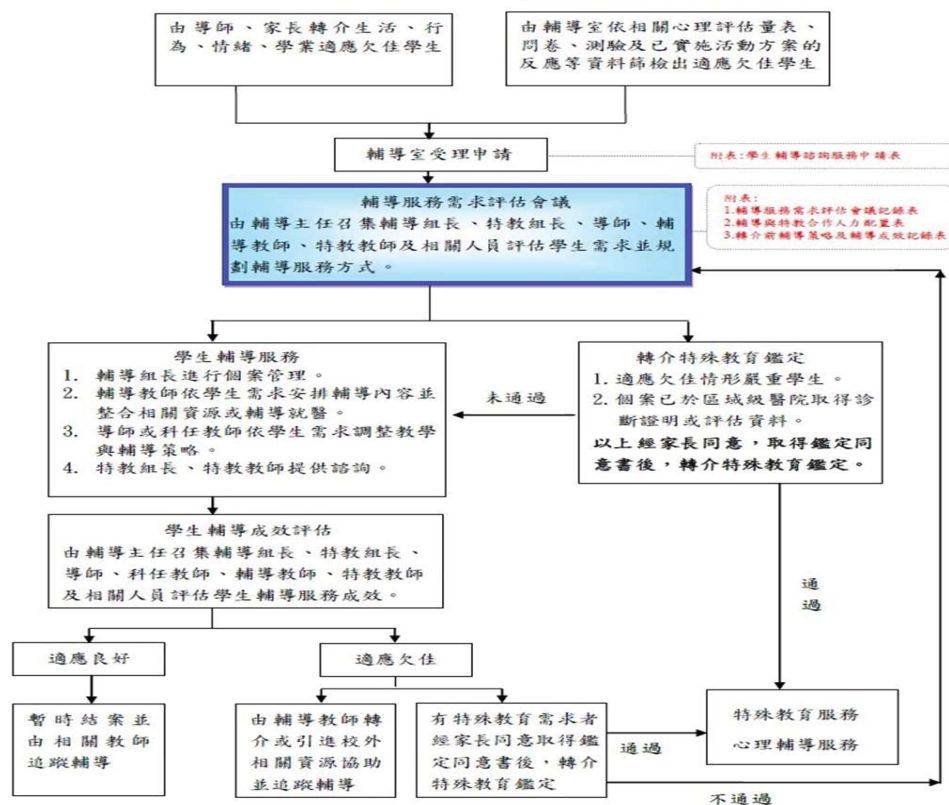 由導師、家長轉介生活、行
為、情緒、學業適應欠佳學生
由輔導室依相關心理評估量表、
問卷、測驗及已實施活動方案的
反應等資料篩檢出適應欠佳學生
輔導室受理申請
附表:學生輔導諮詢服務申請表
輔導服務需求評估會議
由輔導主任召集輔導組長、特教組長、導師、輔
導教師、特教教師及相關人員評估學生需求並規
劃輔導服務方式。
附表:
1.輔導服務需求評估會議記錄表
2.輔導與特教合作人力配置表
3.轉介前輔導策略及輔導成效記錄表
學生輔導服務
1. 輔導組長進行個案管理。
2. 輔導教師依學生需求安排輔導內容並
整合相關資源或輔導就醫。
3. 導師或科任教師依學生需求調整教學
與輔導策略。
4. 特教組長、特教教師提供諮詢。
未通過
轉介特殊教育鑑定
1. 適應欠佳情形嚴重學生。
2. 個案已於區域級醫院取得診
斷證明或評估資料。
以上經家長同意,取得鑑定同
意書後,轉介特殊教育鑑定。
學生輔導成效評估
由輔導主任召集輔導組長、特教組長、
導師、科任教師、輔導教師、特教教師
及相關人員評估學生輔導服務成效。
通
過
適應良好
適應欠佳
暫時結案並
由相關教師
追蹤輔導
由輔導教師轉
介或引進校外
相關資源協助
並追蹤輔導
有特殊教育需求者
經家長同意取得鑑
定同意書後,轉介
特殊教育鑑定
通過
特殊教育服務
心理輔導服務
不通過